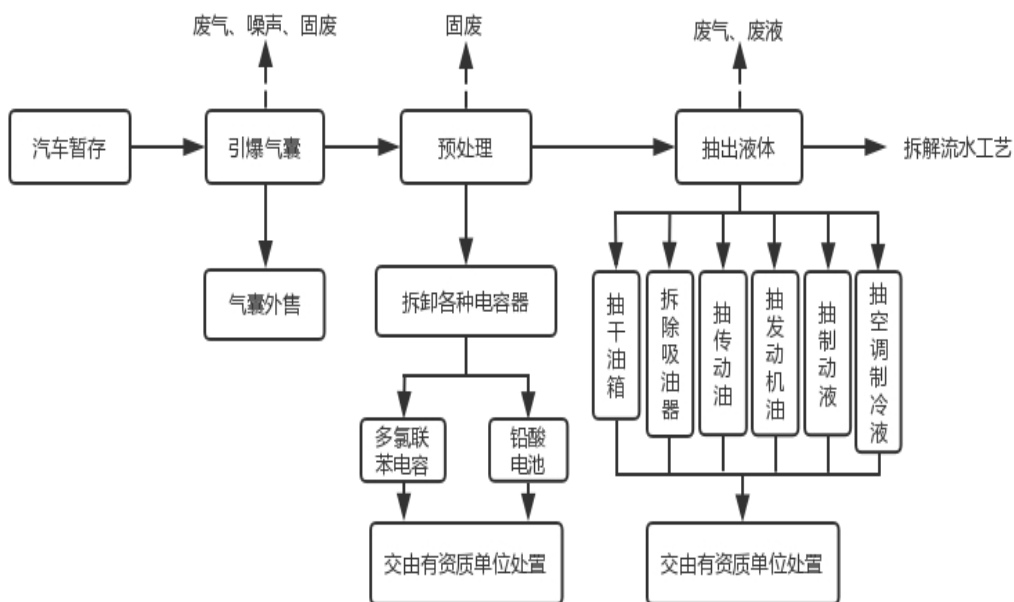 废气、噪声、固废
固废
废气、废液
汽车暂存
引爆气囊
预处理
抽出液体
拆解流水工艺
气囊外售
拆卸各种电容器
抽干油箱
拆除吸油器
抽传动油
抽发动机油
抽制动液
抽空调制冷液
多氯联
苯电容
铅酸
电池
交由有资质单位处置
交由有资质单位处置